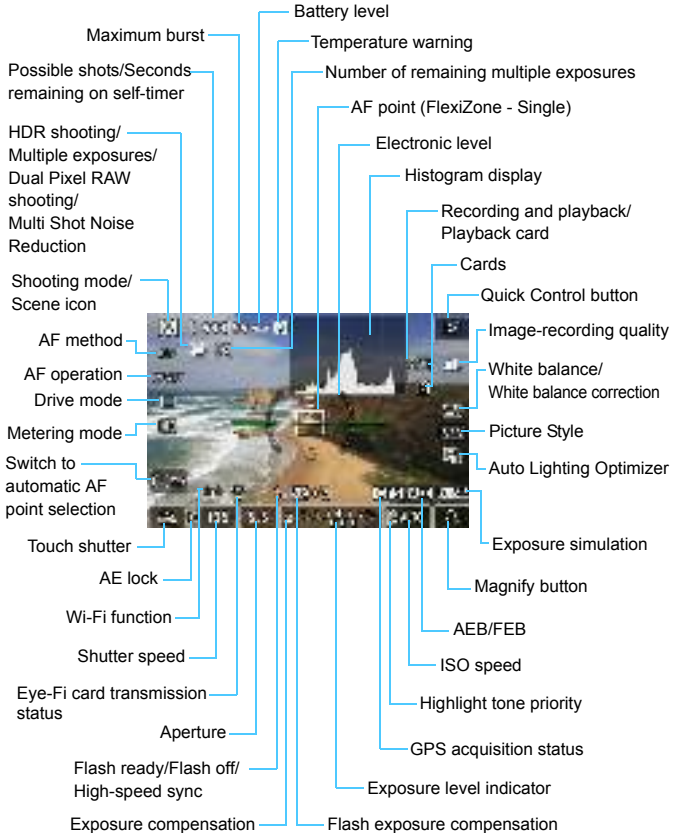 Battery level
Maximum burst
Temperature warning
Possible shots/Seconds
remaining on self-timer
Number of remaining multiple exposures
AF point (FlexiZone - Single)
HDR shooting/
Multiple exposures/
Dual Pixel RAW
shooting/
Multi Shot Noise
Reduction
Electronic level
Histogram display
Recording and playback/
Playback card
Cards
Shooting mode/
Scene icon
Quick Control button
AF method
Image-recording quality
AF operation
White balance/
White balance correction
Drive mode
Metering mode
Picture Style
Switch to
automatic AF
point selection
Auto Lighting Optimizer
Touch shutter
Exposure simulation
AE lock
Magnify button
Wi-Fi function
AEB/FEB
Shutter speed
ISO speed
Eye-Fi card transmission
status
Highlight tone priority
Aperture
GPS acquisition status
Flash ready/Flash off/
High-speed sync
Exposure level indicator
Exposure compensation
Flash exposure compensation